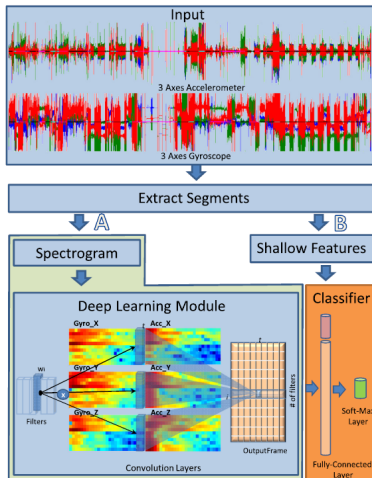 Input
3 Axes Accelerometer
3 Axes Gyroscope
Extract Segments
A
B
Spectrogram
Shallow Features
Deep Learning Module
Classifier
Gyro_X
Acc_X
Gyro_Y
Acc_Y
Gyro_Z
Acc_Z
wi
x
t
t
Filters
# of filters
OutputFrame
Convolution Layers
Soft-Max
Layer
Fully-Connected
Layer